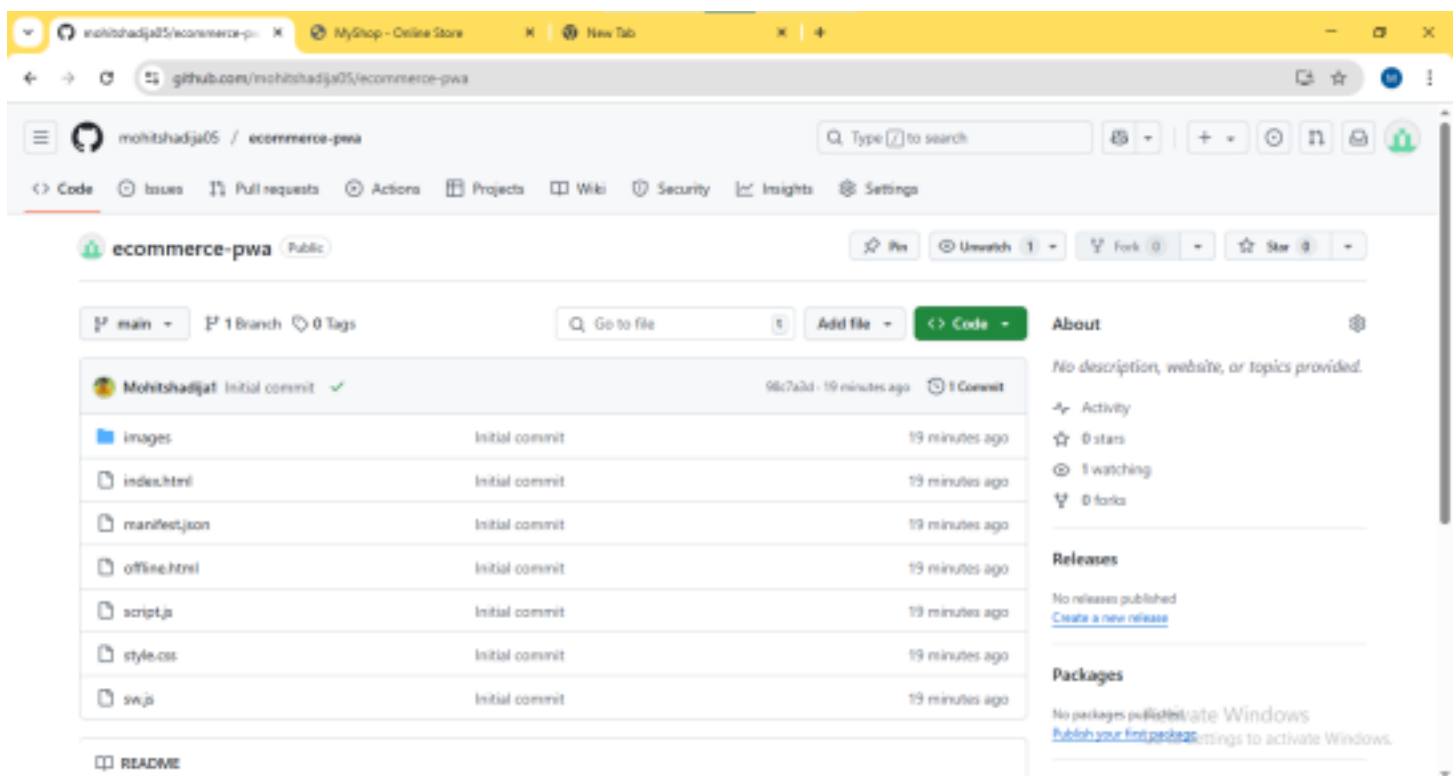 mohitshadija05/ecommerce-p
MyShop - Online Store
New Tab
github.com/mohitshadija05/ecommerce-pwa
M
mohitshadija05 / ecommerce-pwa
Type / to search
Code
Issues
Pull requests
Actions
Projects
Wiki
Security
Insights
Settings
ecommerce-pwa Public
Pin
Unwatch 1
Fork 0
Star 0
main
1 Branch
0 Tags
Go to file
t
Add file
Code
Mohitshadija1 Initial commit
98c7a3d · 19 minutes ago
1 Commit
images Initial commit 19 minutes ago
index.html Initial commit 19 minutes ago
manifest.json Initial commit 19 minutes ago
offline.html Initial commit 19 minutes ago
script.js Initial commit 19 minutes ago
style.css Initial commit 19 minutes ago
sw.js Initial commit 19 minutes ago
README
About
No description, website, or topics provided.
Activity
0 stars
1 watching
0 forks
Releases
No releases published
Create a new release
Packages
No packages published
Publish your first package
Activate Windows
Go to Settings to activate Windows.